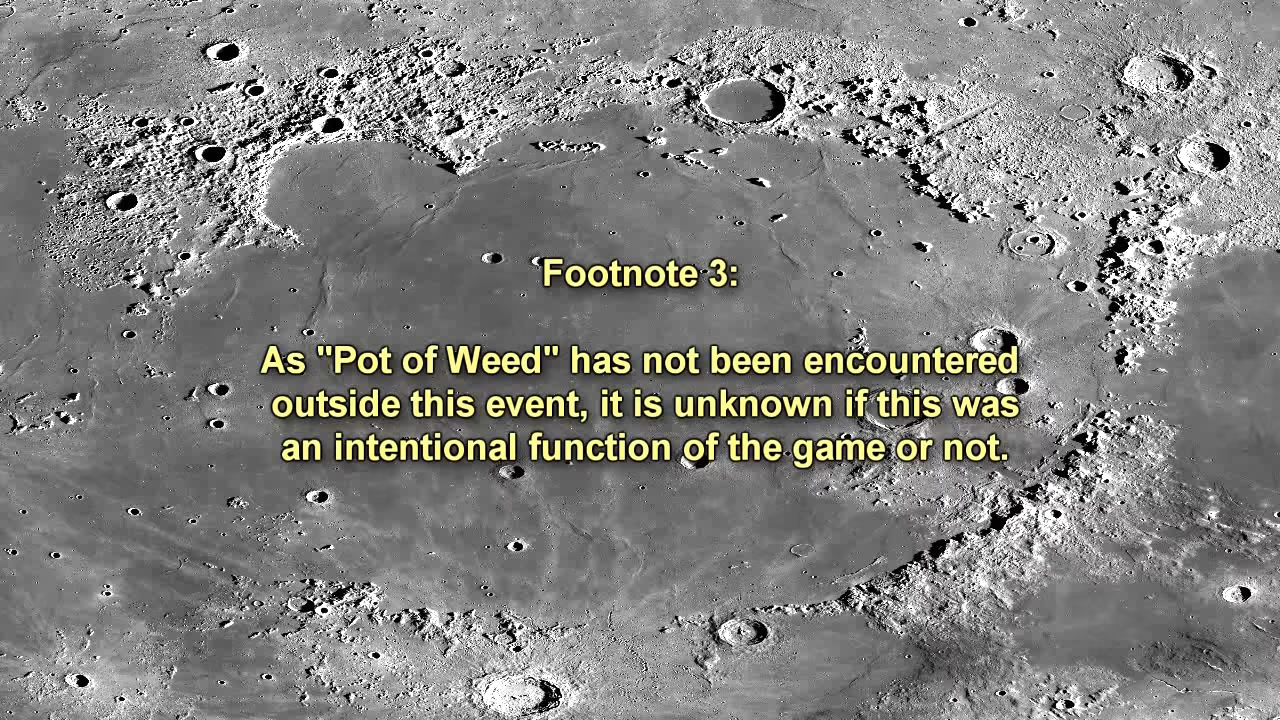 Footnote 3:
As "Pot of Weed" has not been encountered
outside this event, it is unknown if this was
an intentional function of the game or not.